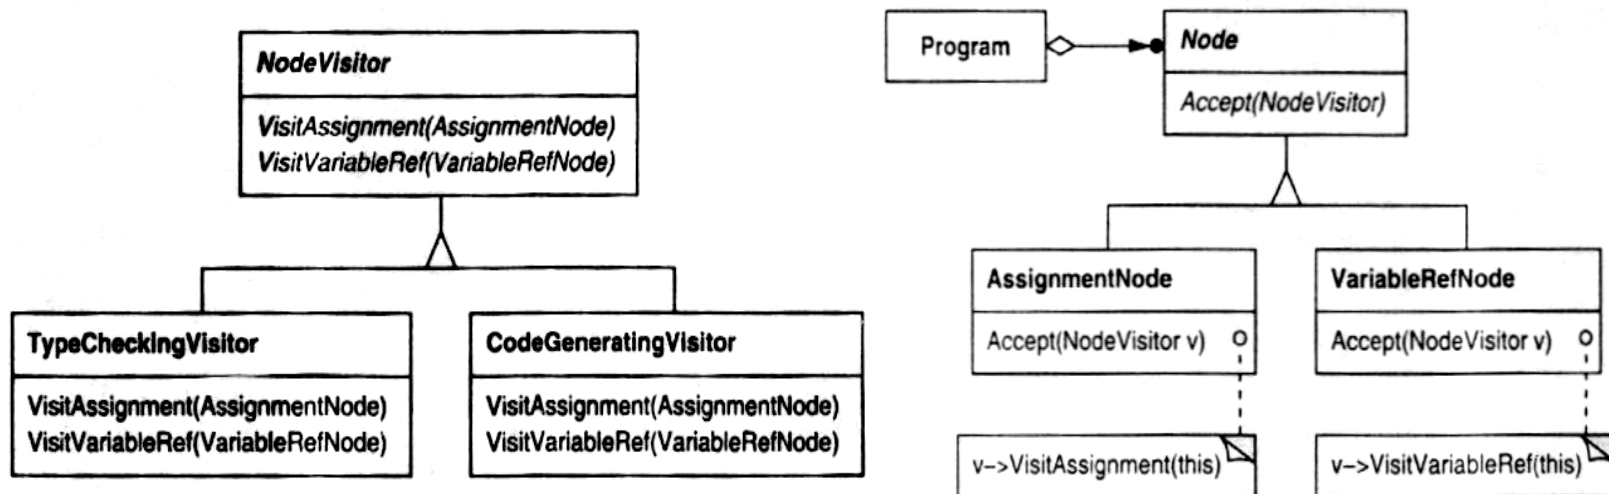 NodeVisitor
VisitAssignment(AssignmentNode)
VisitVariableRef(VariableRefNode)
TypeCheckingVisitor
VisitAssignment(AssignmentNode)
VisitVariableRef(VariableRefNode)
CodeGeneratingVisitor
VisitAssignment(AssignmentNode)
VisitVariableRef(VariableRefNode)
Program
Node
Accept(NodeVisitor)
AssignmentNode
Accept(NodeVisitor v)
v->VisitAssignment(this)
VariableRefNode
Accept(NodeVisitor v)
v->VisitVariableRef(this)